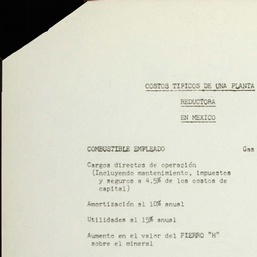 COSTOS TIPICOS DE UNA PLANTA
REDUCTORA
EN MEXICO
COMBUSTIBLE EMPLEADO Gas
Cargos directos de operación
(Incluyendo mantenimiento, impuestos
y seguros a 4.5% de los costos de
capital)
Amortización al 10% anual
Utilidades al 15% anual
Aumento en el valor del FIERRO "H"
sobre el mineral